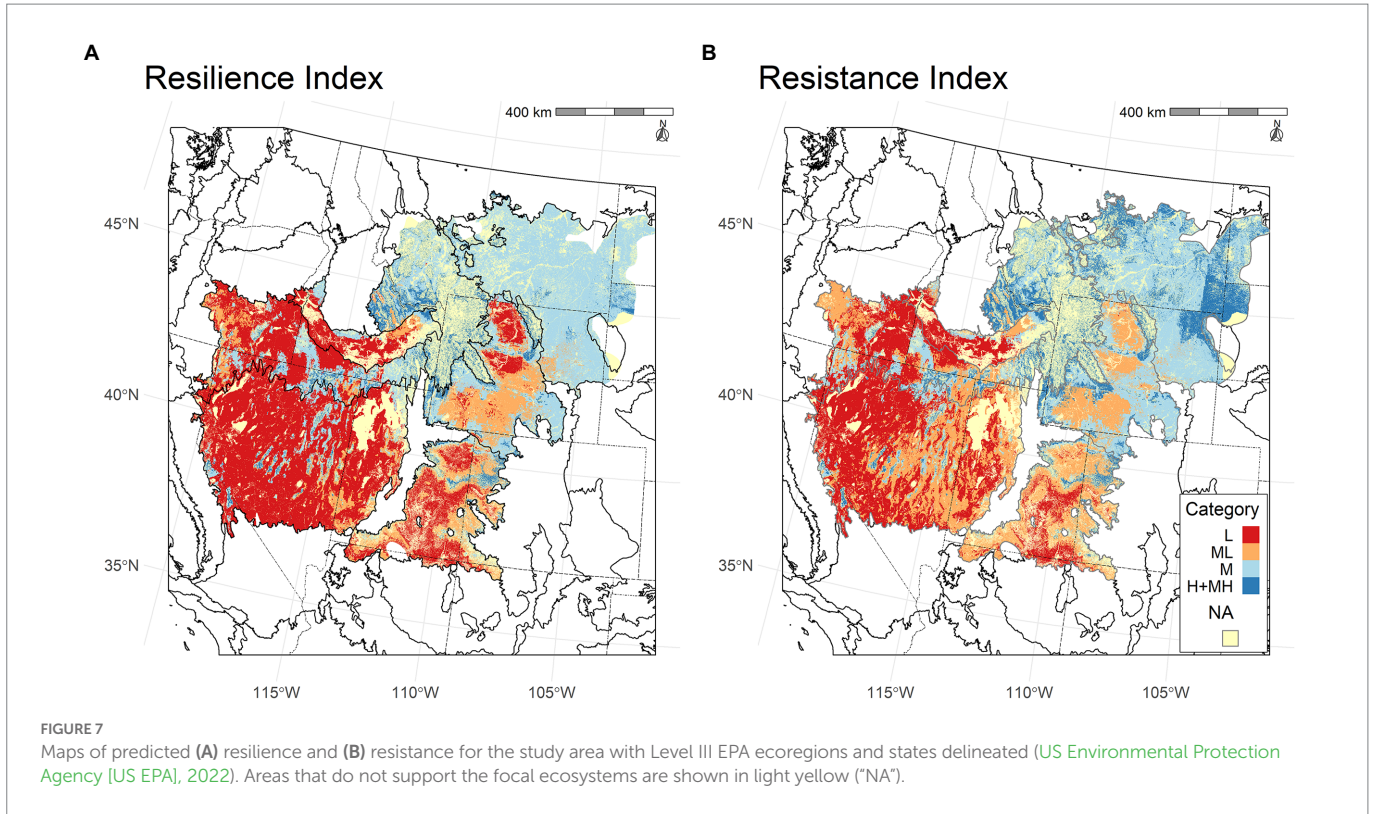 A
Resilience Index
400 km
N
45°N
40°N
35°N
115°W
110°W
105°W
B
Resistance Index
400 km
N
45°N
40°N
35°N
115°W
110°W
105°W
Category
L
ML
M
H+MH
NA
FIGURE 7
Maps of predicted (A) resilience and (B) resistance for the study area with Level III EPA ecoregions and states delineated (US Environmental Protection
Agency [US EPA], 2022). Areas that do not support the focal ecosystems are shown in light yellow (“NA”).